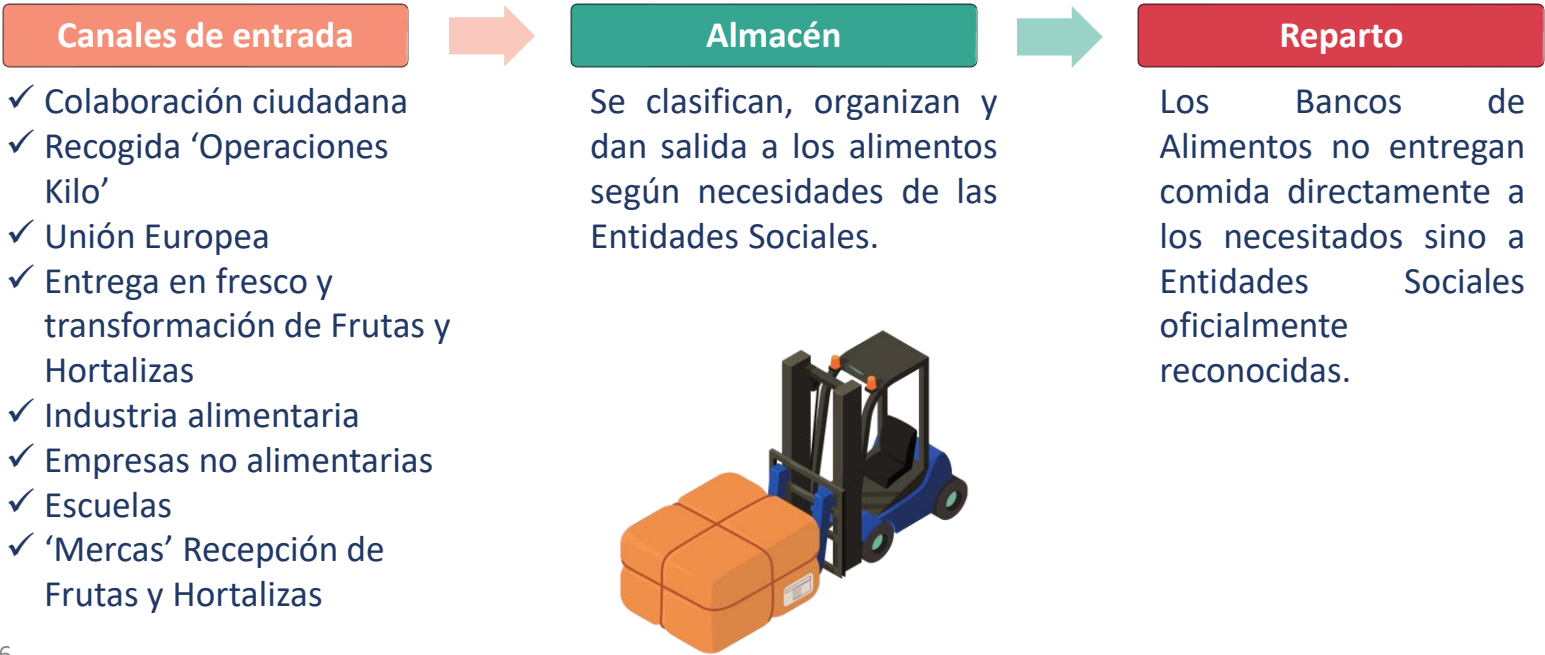 Canales de entrada
✓ Colaboración ciudadana
✓ Recogida ‘Operaciones
Kilo’
✓ Unión Europea
✓ Entrega en fresco y
transformación de Frutas y
Hortalizas
✓ Industria alimentaria
✓ Empresas no alimentarias
✓ Escuelas
✓ ‘Mercas’ Recepción de
Frutas y Hortalizas
Almacén
Se clasifican, organizan y
dan salida a los alimentos
según necesidades de las
Entidades Sociales.
Reparto
Los Bancos de
Alimentos no entregan
comida directamente a
los necesitados sino a
Entidades Sociales
oficialmente
reconocidas.